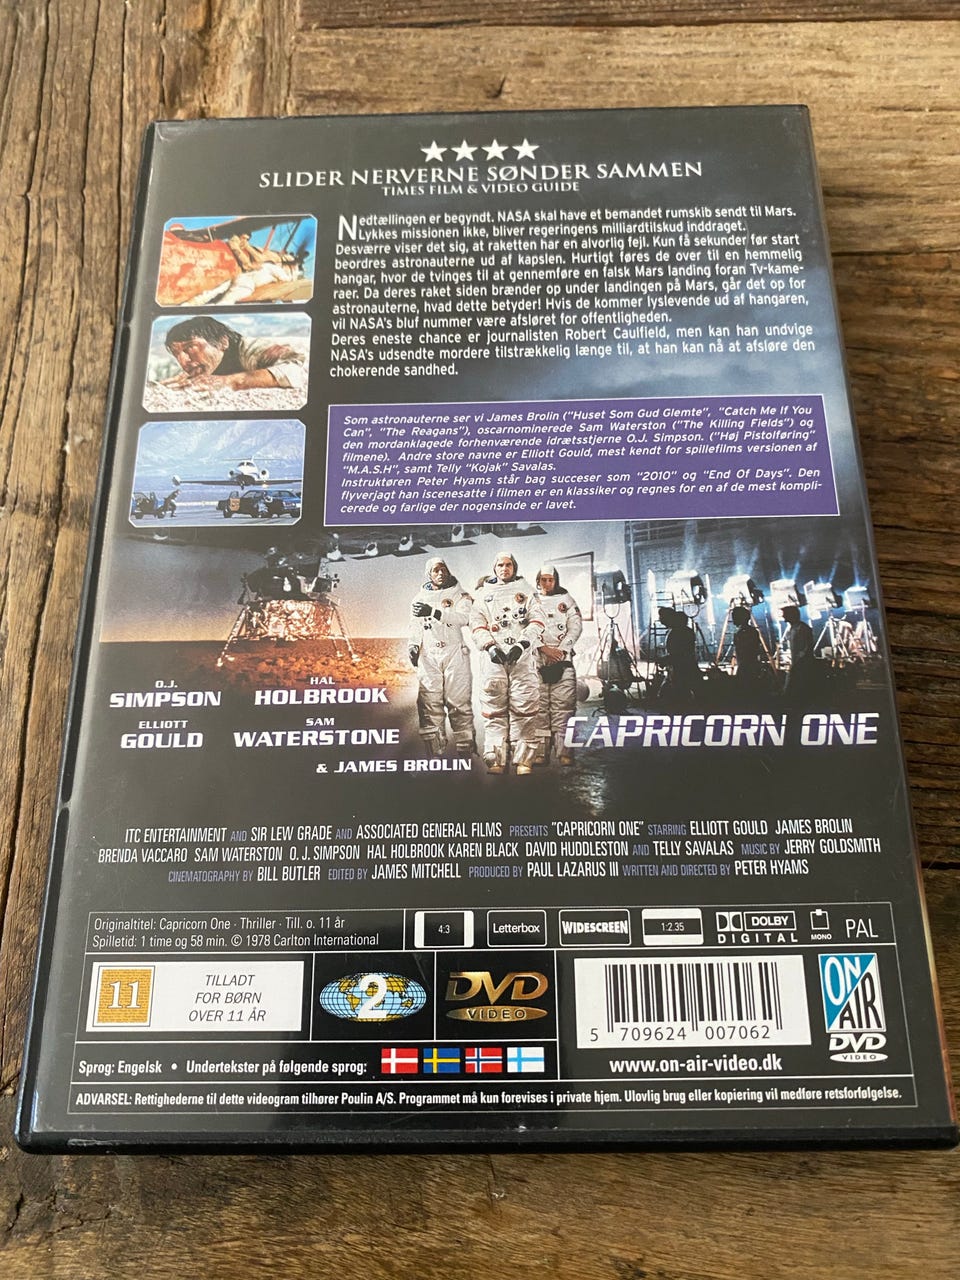 SLIDER NERVERNE SØNDER SAMMEN
TIMES FILM & VIDEO GUIDE
Nedtællingen er begyndt. NASA skal have et bemandet rumskib sendt til Mars.
Lykkes missionen ikke, bliver regeringens milliardtilskud inddraget.
Desværre viser det sig, at raketten har en alvorlig fejl. Kun få sekunder før start
beordres astronauterne ud af kapslen. Hurtigt føres de over til en hemmelig
hangar, hvor de tvinges til at gennemføre en falsk Mars landing foran Tv-kame-
raer. Da deres raket siden brænder op under landingen på Mars, går det op for
astronauterne, hvad dette betyder! Hvis de kommer lyslevende ud af hangaren,
vil NASA's bluf nummer være afsløret for offentligheden.
Deres eneste chance er journalisten Robert Caulfield, men kan han undvige
NASA's udsendte mordere tilstrækkelig længe til, at han kan nå at afsløre den
chokerende sandhed.
Som astronauterne ser vi James Brolin ("Huset Som Gud Glemte", "Catch Me If You
Can", "The Reagans"), oscarnominerede Sam Waterston ("The Killing Fields") og
den mordanklagede forhenværende idrætsstjerne O.J. Simpson. ("Høj Pistolføring"
filmene). Andre store navne er Elliott Gould, mest kendt for spillefilms versionen af
"M.A.S.H", samt Telly "Kojak" Savalas.
Instruktøren Peter Hyams står bag succeser som "2010" og "End Of Days". Den
flyverjagt han iscenesatte i filmen er en klassiker og regnes for en af de mest kompli-
cerede og farlige der nogensinde er lavet.
O.J.
SIMPSON
HAL
HOLBROOK
ELLIOTT
GOULD
SAM
WATERSTONE
& JAMES BROLIN
CAPRICORN ONE
ITC ENTERTAINMENT AND SIR LEW GRADE AND ASSOCIATED GENERAL FILMS PRESENTS "CAPRICORN ONE" STARRING ELLIOTT GOULD JAMES BROLIN
BRENDA VACCARO SAM WATERSTON O.J. SIMPSON HAL HOLBROOK KAREN BLACK DAVID HUDDLESTON AND TELLY SAVALAS MUSIC BY JERRY GOLDSMITH
CINEMATOGRAPHY BY BILL BUTLER EDITED BY JAMES MITCHELL PRODUCED BY PAUL LAZARUS III WRITTEN AND DIRECTED BY PETER HYAMS
Originaltitel: Capricorn One · Thriller · Till. o. 11 år
Spilletid: 1 time og 58 min. © 1978 Carlton International
4:3 Letterbox WIDESCREEN 1:2.35 DOLBY DIGITAL MONO PAL
11
TILLADT
FOR BØRN
OVER 11 ÅR
2
DVD
VIDEO
5 709624 007062
ON AIR
DVD
VIDEO
Sprog: Engelsk • Undertekster på følgende sprog:
www.on-air-video.dk
ADVARSEL: Rettighederne til dette videogram tilhører Poulin A/S. Programmet må kun forevises i private hjem. Ulovlig brug eller kopiering vil medføre retsforfølgelse.